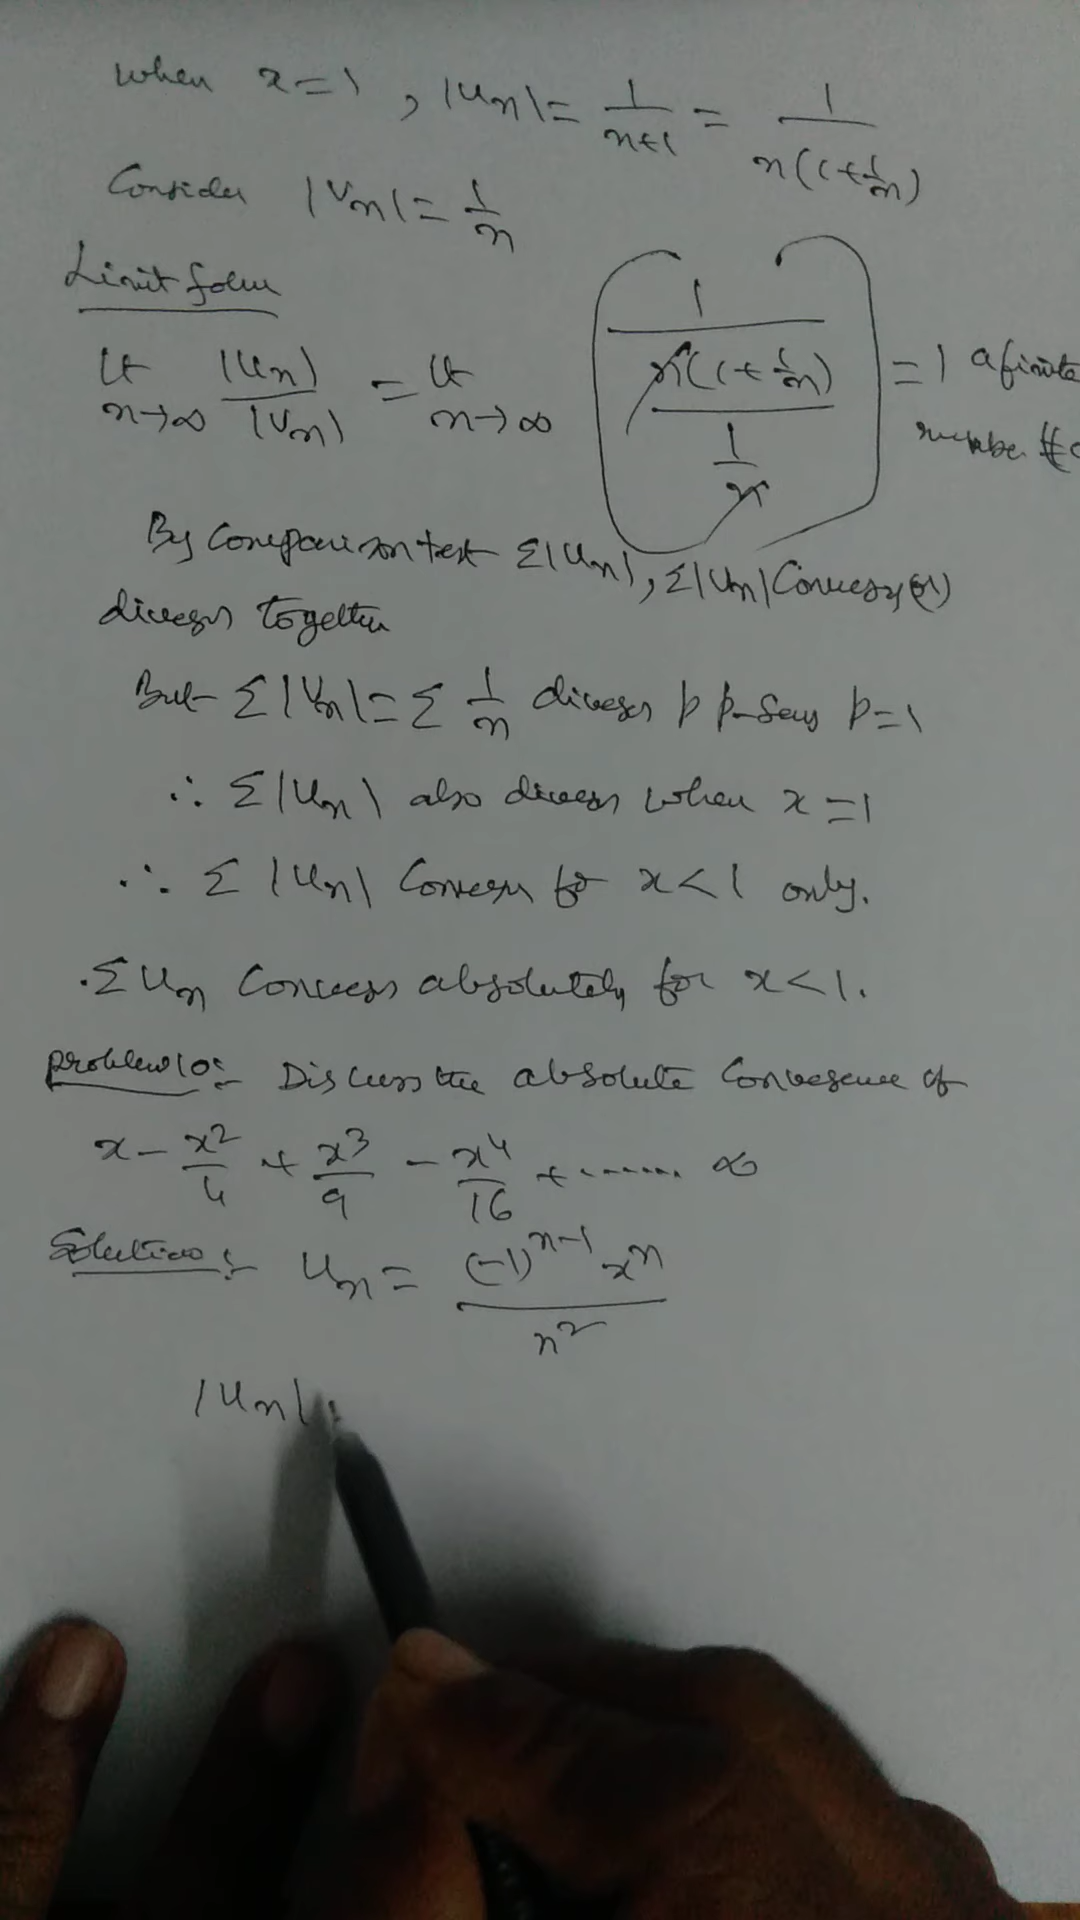 when x=1, |Un|= 1/n+1 = 1/n(1+1/n)
Consider |Vn|= 1/n
Limit form
Lt n→∞ |Un|/|Vn| = Lt n→∞ (1/n(1+1/n) / 1/n) = 1 a finite
number ≠0
By comparison test Σ|Un|, Σ|Vn| converges (or)
diverges together
But Σ|Vn|=Σ 1/n diverges by p-series p=1
∴ Σ|Un| also diverges when x=1
∴ Σ|Un| Converges for x<1 only.
∴ ΣUn Converges absolutely for x<1.
Problem 10:- Discuss the absolute Convergence of
x - x²/4 + x³/9 - x⁴/16 + ...... ∞
Solution:- Un = (-1)ⁿ⁻¹ xⁿ / n²
|Un|